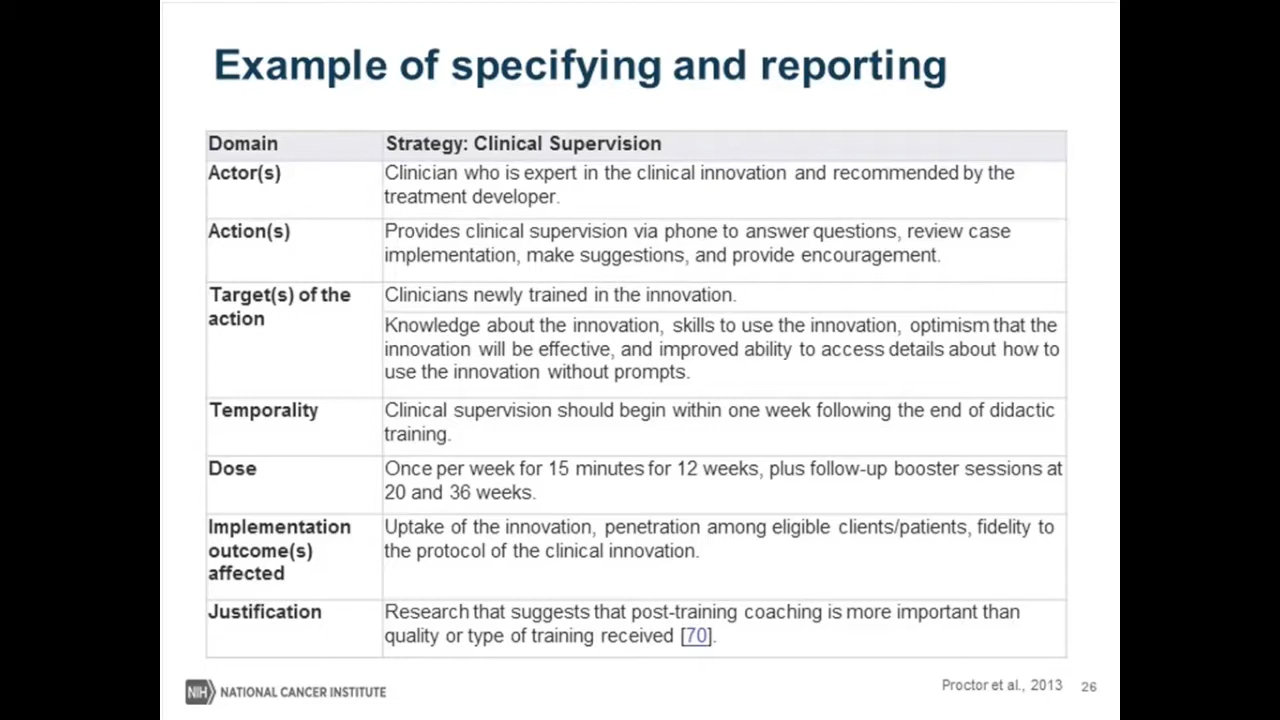 Example of specifying and reporting
Domain
Strategy: Clinical Supervision
Actor(s)
Clinician who is expert in the clinical innovation and recommended by the
treatment developer.
Action(s)
Provides clinical supervision via phone to answer questions, review case
implementation, make suggestions, and provide encouragement.
Target(s) of the
action
Clinicians newly trained in the innovation.
Knowledge about the innovation, skills to use the innovation, optimism that the
innovation will be effective, and improved ability to access details about how to
use the innovation without prompts.
Temporality
Clinical supervision should begin within one week following the end of didactic
training.
Dose
Once per week for 15 minutes for 12 weeks, plus follow-up booster sessions at
20 and 36 weeks.
Implementation
outcome(s)
affected
Uptake of the innovation, penetration among eligible clients/patients, fidelity to
the protocol of the clinical innovation.
Justification
Research that suggests that post-training coaching is more important than
quality or type of training received [70].
NIH NATIONAL CANCER INSTITUTE
Proctor et al., 2013
26